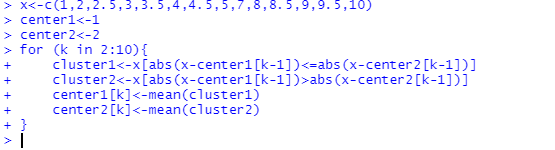 > x<-c(1,2,2.5,3,3.5,4,4.5,5,7,8,8.5,9,9.5,10)
> center1<-1
> center2<-2
> for (k in 2:10){
+     cluster1<-x[abs(x-center1[k-1])<=abs(x-center2[k-1])]
+     cluster2<-x[abs(x-center1[k-1])>abs(x-center2[k-1])]
+     center1[k]<-mean(cluster1)
+     center2[k]<-mean(cluster2)
+ }
>